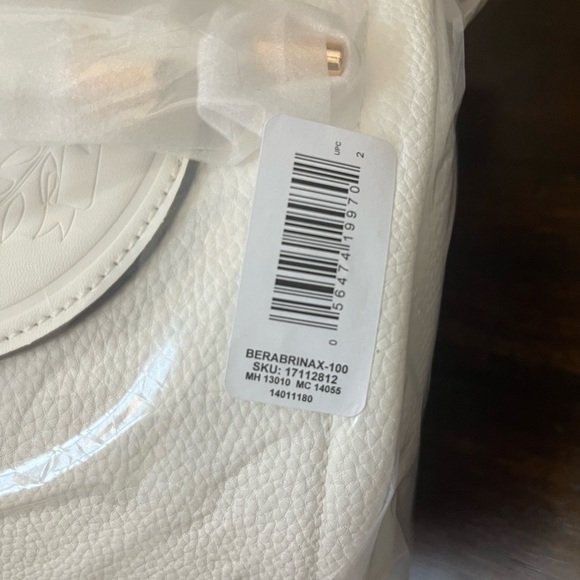 UPC
0 56474 19970 2
BERABRINAX-100
SKU: 17112812
MH 13010 MC 14055
14011180